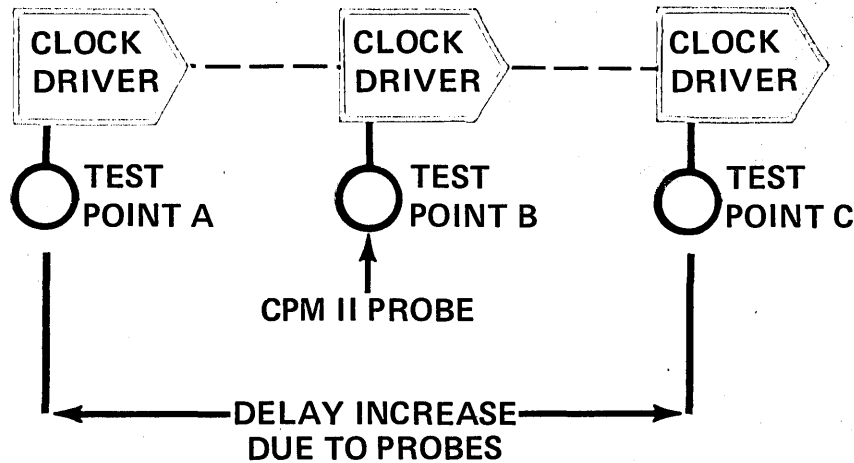 CLOCK
DRIVER
CLOCK
DRIVER
CLOCK
DRIVER
TEST
POINT A
TEST
POINT B
TEST
POINT C
CPM II PROBE
DELAY INCREASE
DUE TO PROBES